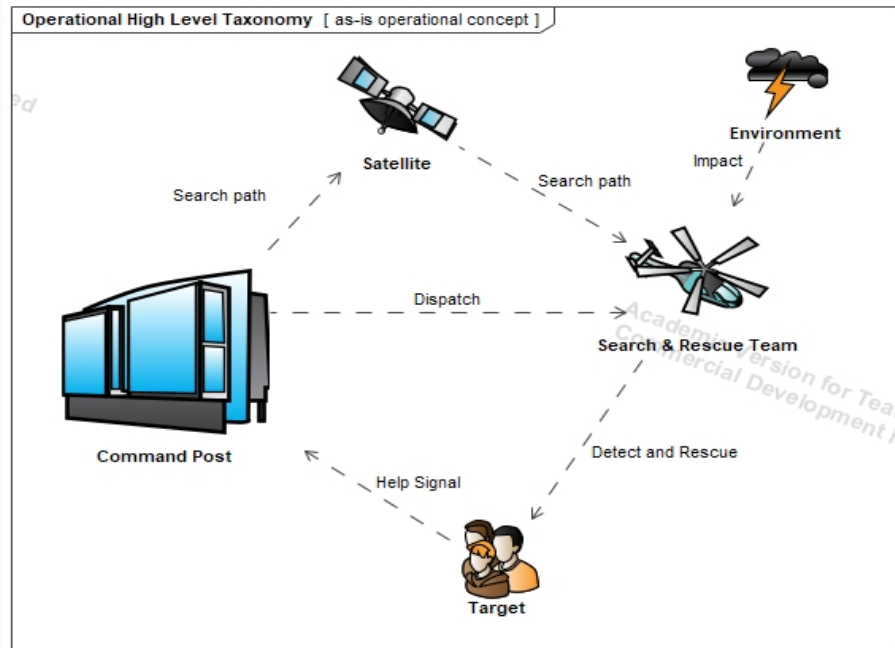 Operational High Level Taxonomy [ as-is operational concept ]
ed
Satellite
Environment
Impact
Search path
Search path
Dispatch
Search & Rescue Team
Academic Version for Tea
Commercial Development
Command Post
Detect and Rescue
Help Signal
Target